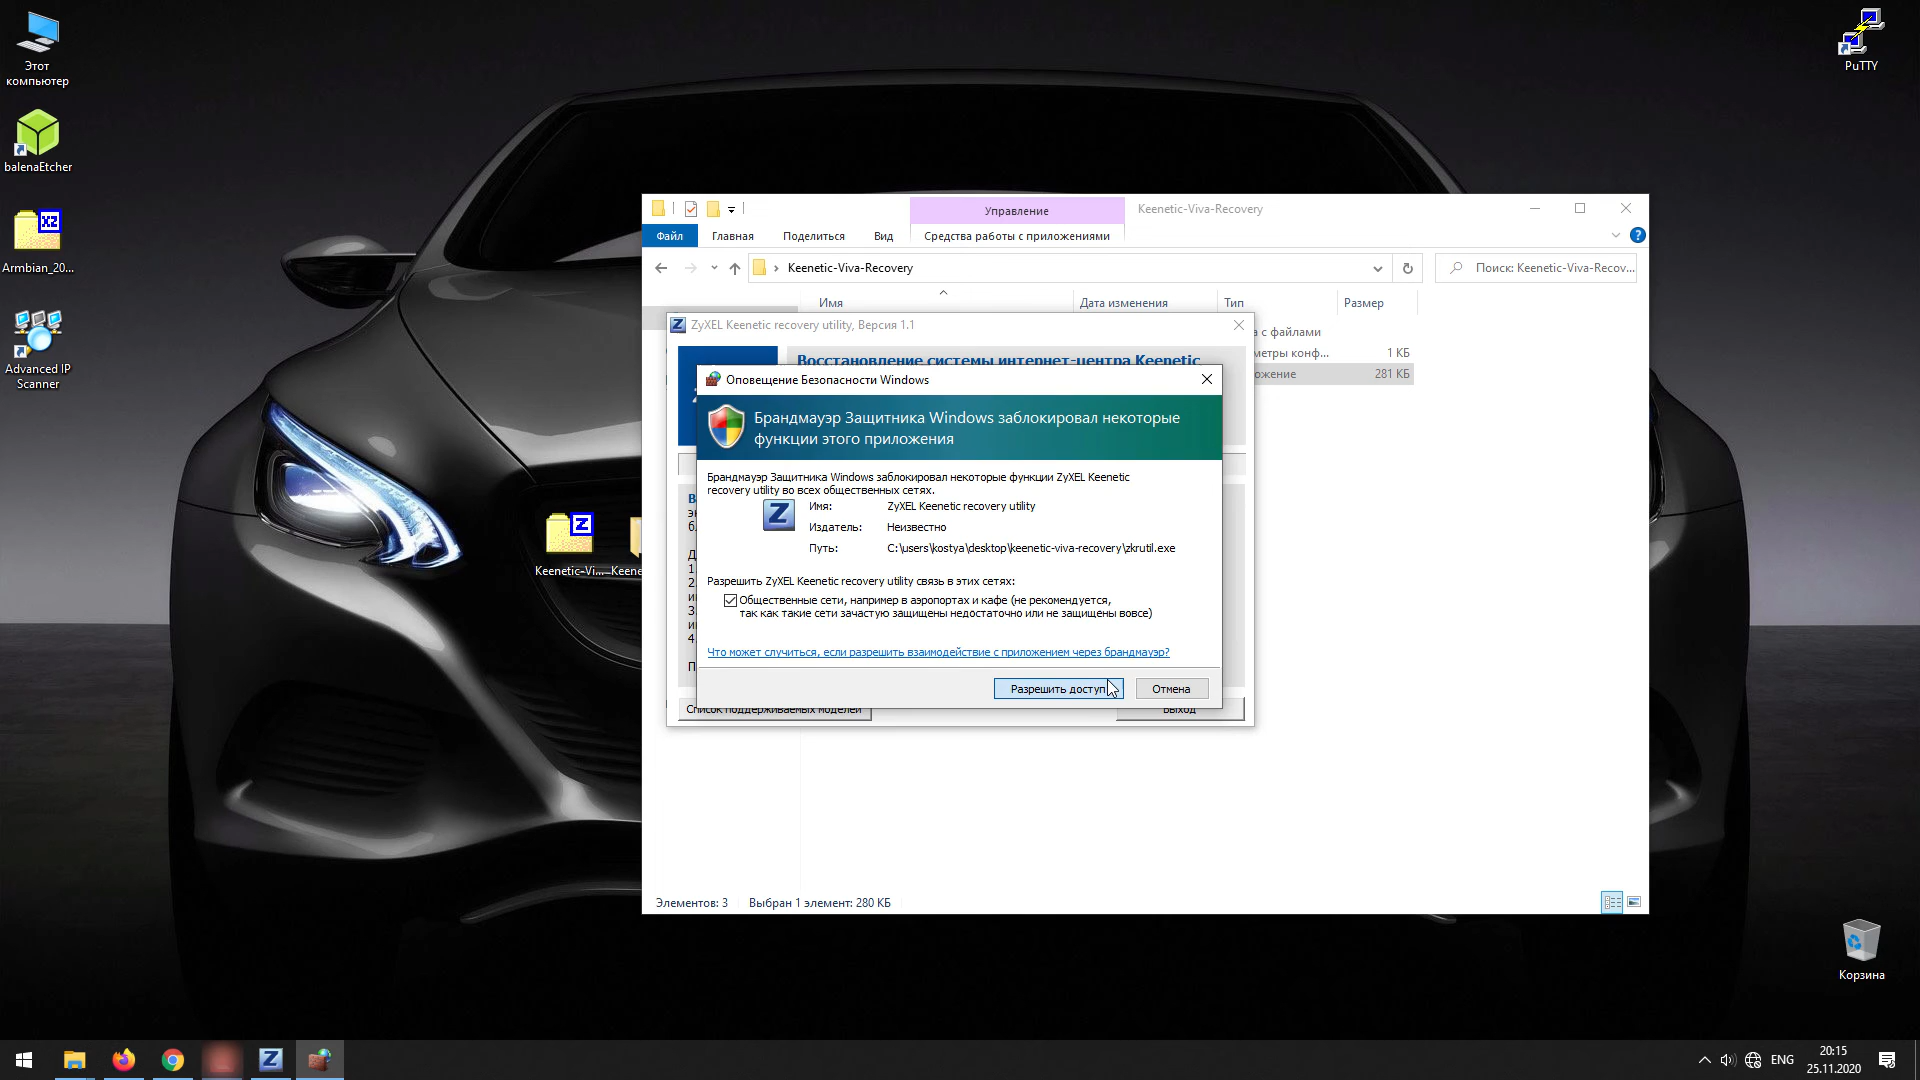 Этот
компьютер
balenaEtcher
Armbian_20...
Advanced IP
Scanner
PuTTY
Управление
Keenetic-Viva-Recovery
Файл
Главная
Поделиться
Вид
Средства работы с приложениями
Keenetic-Viva-Recovery
Поиск: Keenetic-Viva-Recov...
Имя
Дата изменения
Тип
Размер
ZyXEL Keenetic recovery utility, Версия 1.1
а с файлами
метры конф...
1 КБ
ожение
281 КБ
Восстановление системы интернет-центра Keenetic
Оповещение Безопасности Windows
Брандмауэр Защитника Windows заблокировал некоторые
функции этого приложения
Брандмауэр Защитника Windows заблокировал некоторые функции ZyXEL Keenetic
recovery utility во всех общественных сетях.
Имя:
ZyXEL Keenetic recovery utility
Издатель:
Неизвестно
Путь:
C:\users\kostya\desktop\keenetic-viva-recovery\zkrutil.exe
Разрешить ZyXEL Keenetic recovery utility связь в этих сетях:
Общественные сети, например в аэропортах и кафе (не рекомендуется,
так как такие сети зачастую защищены недостаточно или не защищены вовсе)
Что может случиться, если разрешить взаимодействие с приложением через брандмауэр?
Разрешить доступ
Отмена
Список поддерживаемых моделей
Выход
Keenetic-Vi...
Keene
Элементов: 3
Выбран 1 элемент: 280 КБ
Корзина
ENG
20:15
25.11.2020